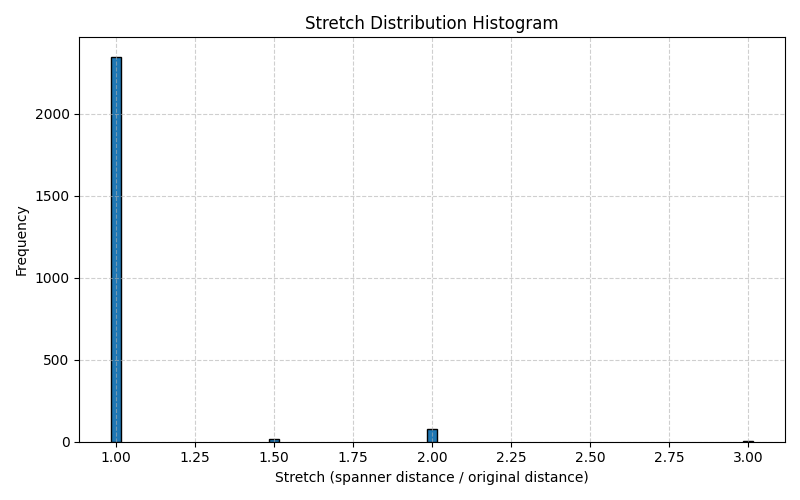 Stretch Distribution Histogram
Frequency
2000
1500
1000
500
0
1.00 1.25 1.50 1.75 2.00 2.25 2.50 2.75 3.00
Stretch (spanner distance / original distance)